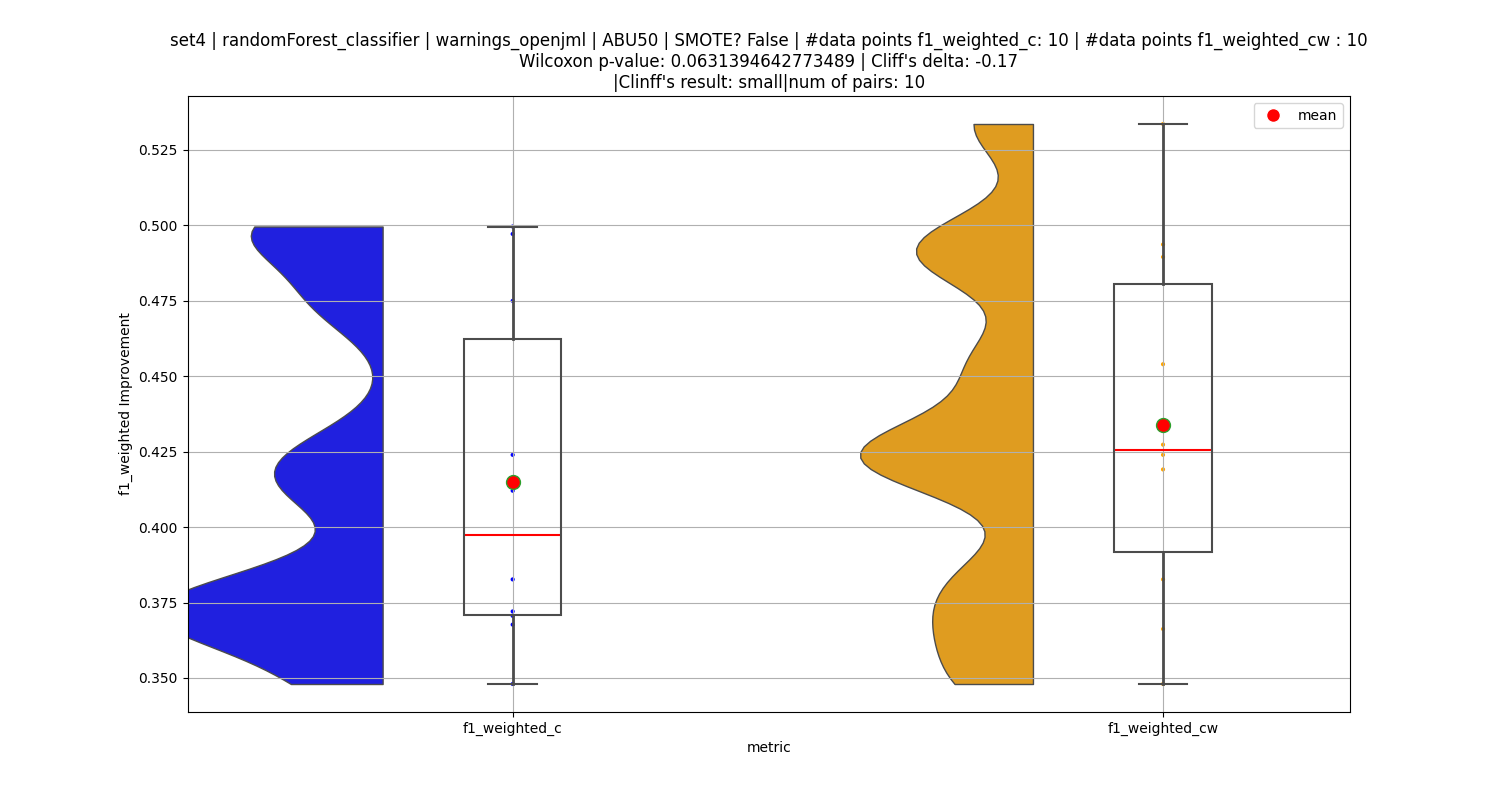 set4 | randomForest_classifier | warnings_openjml | ABU50 | SMOTE? False | #data points f1_weighted_c: 10 | #data points f1_weighted_cw : 10
Wilcoxon p-value: 0.0631394642773489 | Cliff's delta: -0.17
|Clinff's result: small|num of pairs: 10
mean
0.525
0.500
0.475
0.450
0.425
0.400
0.375
0.350
f1_weighted Improvement
f1_weighted_c
f1_weighted_cw
metric